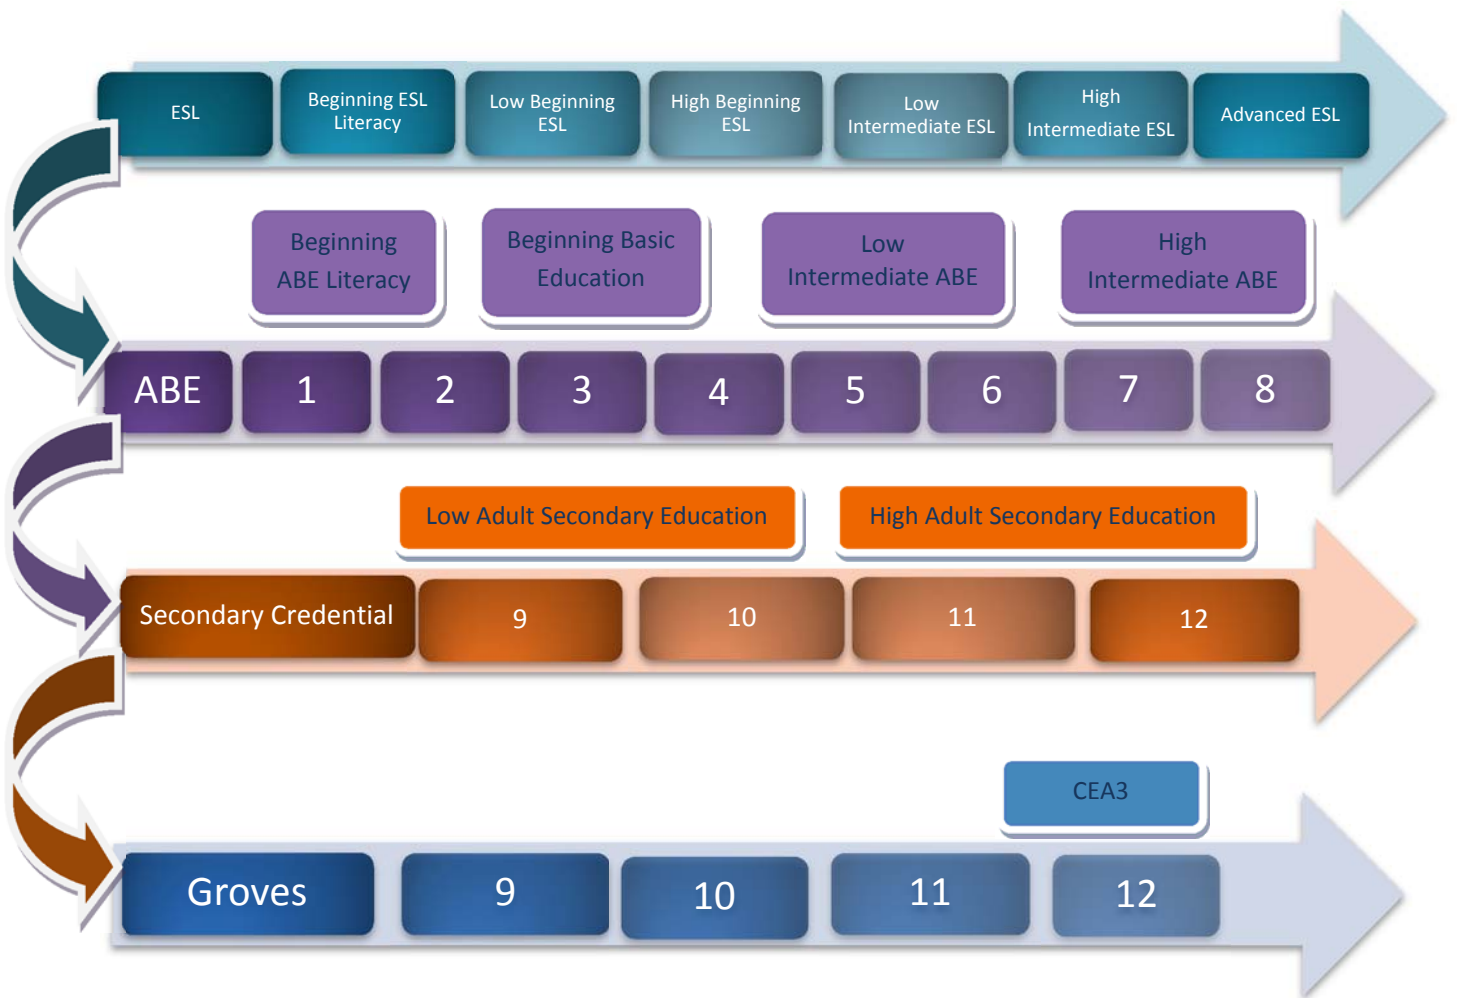 ESL
Beginning ESL
Literacy
Low Beginning
ESL
High Beginning
ESL
Low
Intermediate ESL
High
Intermediate ESL
Advanced ESL
Beginning
ABE Literacy
Beginning Basic
Education
Low
Intermediate ABE
High
Intermediate ABE
ABE
1
2
3
4
5
6
7
8
Low Adult Secondary Education
High Adult Secondary Education
Secondary Credential
9
10
11
12
CEA3
Groves
9
10
11
12